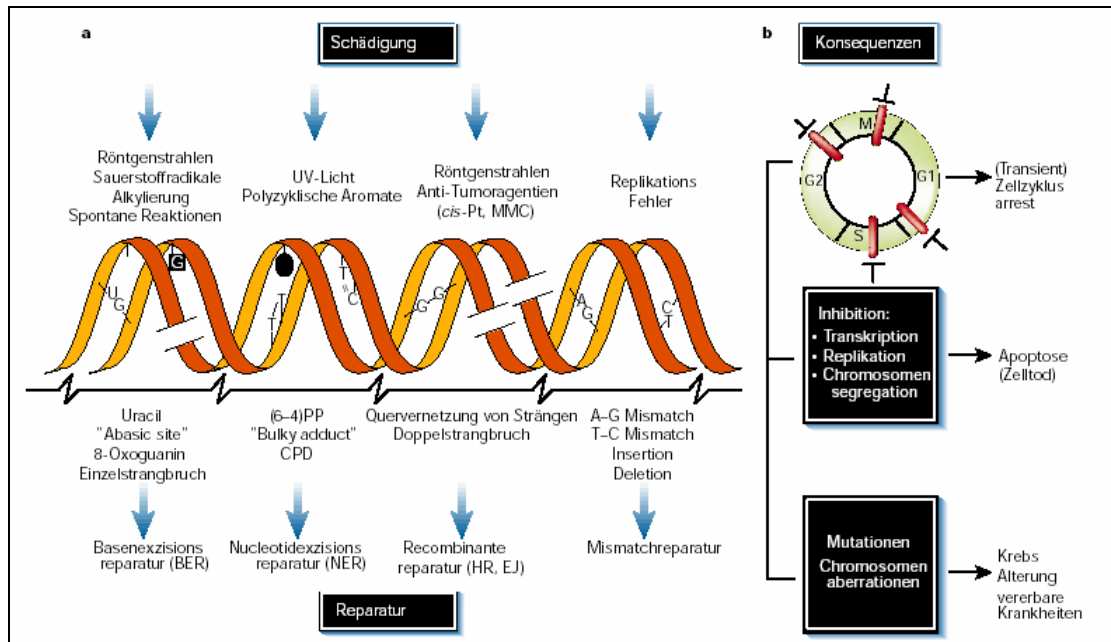 a
Schädigung
Röntgenstrahlen
Sauerstoffradikale
Alkylierung
Spontane Reaktionen
UV-Licht
Polyzyklische Aromate
Röntgenstrahlen
Anti-Tumoragentien
(cis-Pt, MMC)
Replikations
Fehler
G
U
G
T
T
T
C
G
G
A
G
C
T
Uracil
"Abasic site"
8-Oxoguanin
Einzelstrangbruch
(6–4)PP
"Bulky adduct"
CPD
Quervernetzung von Strängen
Doppelstrangbruch
A–G Mismatch
T–C Mismatch
Insertion
Deletion
Basenexzisions
reparatur (BER)
Nucleotidexzisions
reparatur (NER)
Recombinante
reparatur (HR, EJ)
Mismatchreparatur
Reparatur
b
Konsequenzen
M
G2
G1
S
(Transient)
Zellzyklus
arrest
Inhibition:
• Transkription
• Replikation
• Chromosomen
segregation
Apoptose
(Zelltod)
Mutationen
Chromosomen
aberrationen
Krebs
Alterung
vererbare
Krankheiten